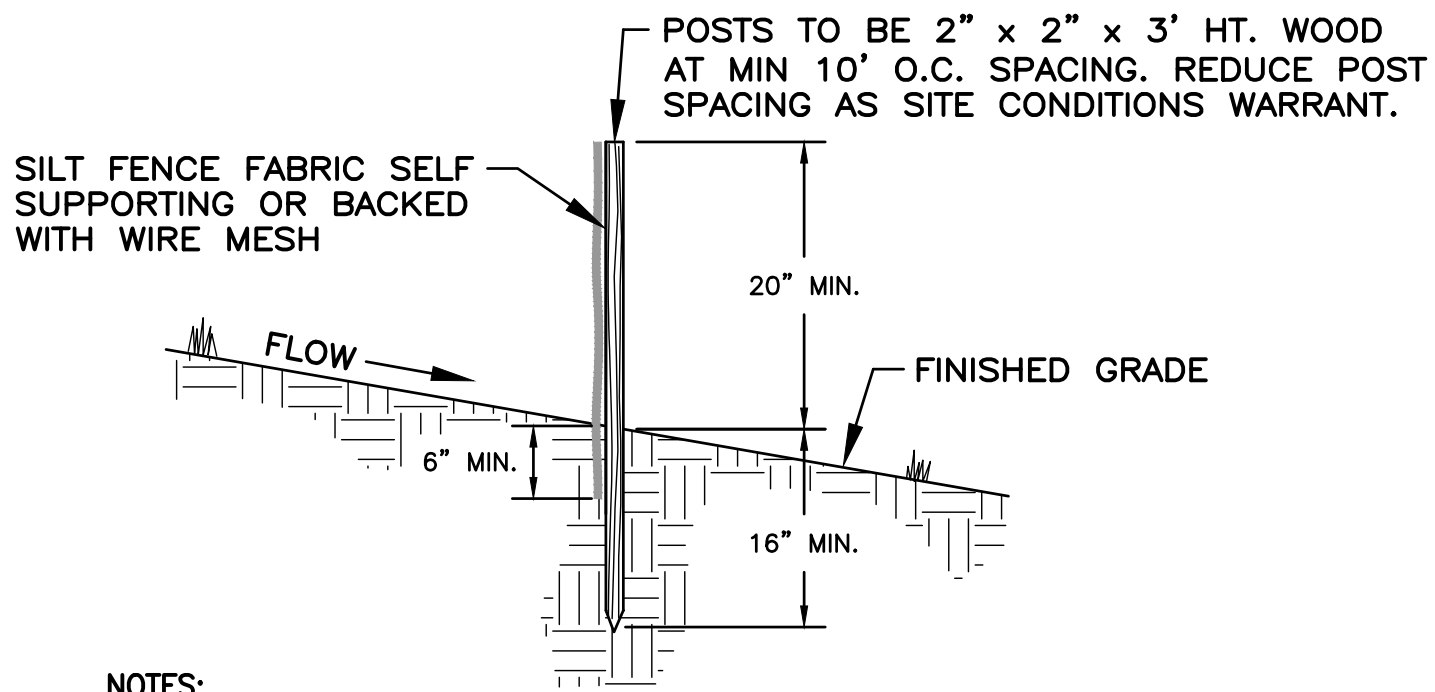 POSTS TO BE 2” x 2” x 3’ HT. WOOD
AT MIN 10’ O.C. SPACING. REDUCE POST
SPACING AS SITE CONDITIONS WARRANT.
SILT FENCE FABRIC SELF
SUPPORTING OR BACKED
WITH WIRE MESH
20” MIN.
FLOW
FINISHED GRADE
6” MIN.
16” MIN.
NOTES: